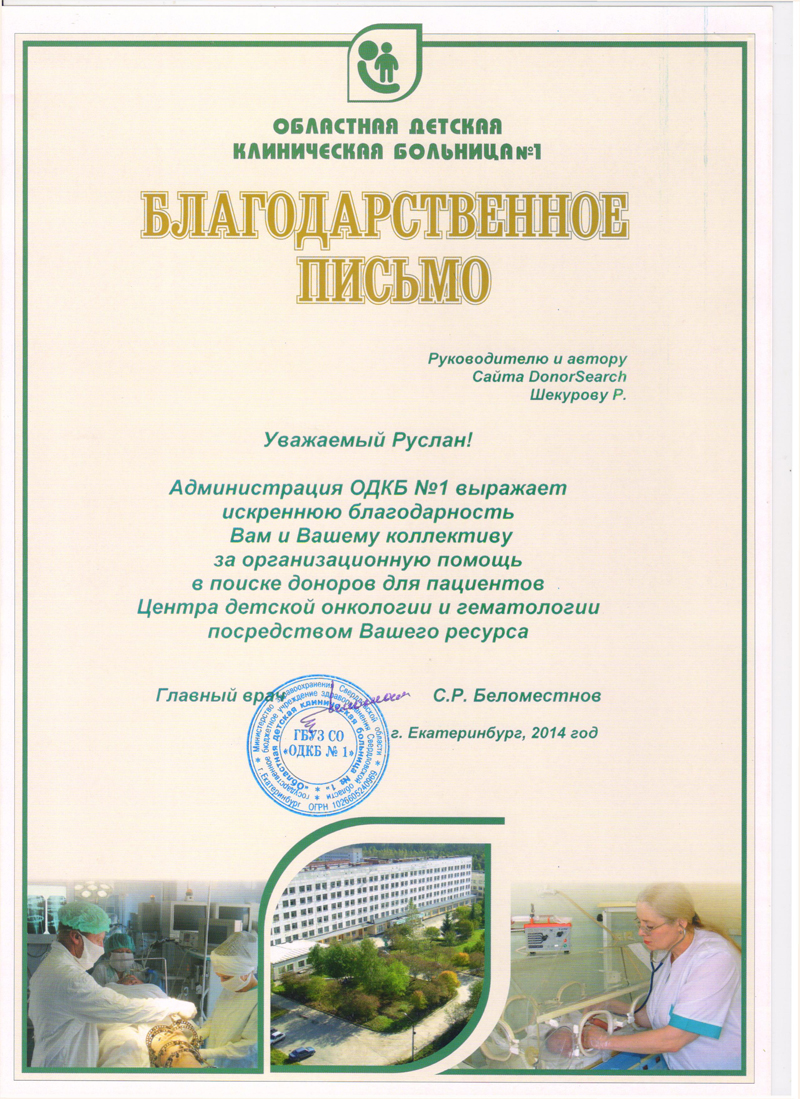 ОБЛАСТНАЯ ДЕТСКАЯ
КЛИНИЧЕСКАЯ БОЛЬНИЦА №1
БЛАГОДАРСТВЕННОЕ
ПИСЬМО
Руководителю и автору
Сайта DonorSearch
Шекурову Р.
Уважаемый Руслан!
Администрация ОДКБ №1 выражает
искреннюю благодарность
Вам и Вашему коллективу
за организационную помощь
в поиске доноров для пациентов
Центра детской онкологии и гематологии
посредством Вашего ресурса
Главный врач С.Р. Беломестнов
г. Екатеринбург, 2014 год
Министерство здравоохранения Свердловской области
государственное бюджетное учреждение здравоохранения Свердловской области
«Областная детская клиническая больница № 1»
г. Екатеринбург ОГРН 1026605240969
ГБУЗ СО
«ОДКБ № 1»